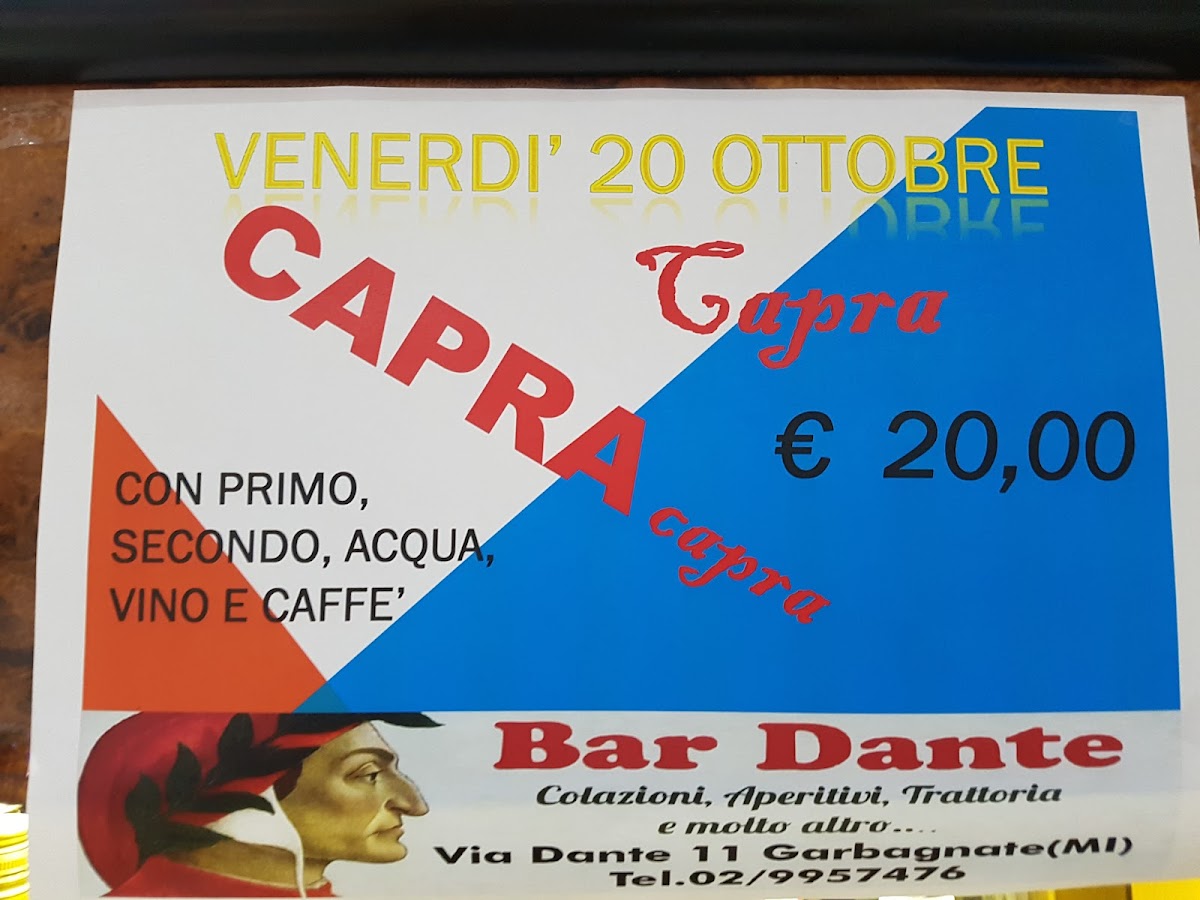 VENERDI' 20 OTTOBRE
CAPRA
Capra
€ 20,00
capra
CON PRIMO,
SECONDO, ACQUA,
VINO E CAFFE'
Bar Dante
Colazioni, Aperitivi, Trattoria
e molto altro....
Via Dante 11 Garbagnate(MI)
Tel.02/9957476